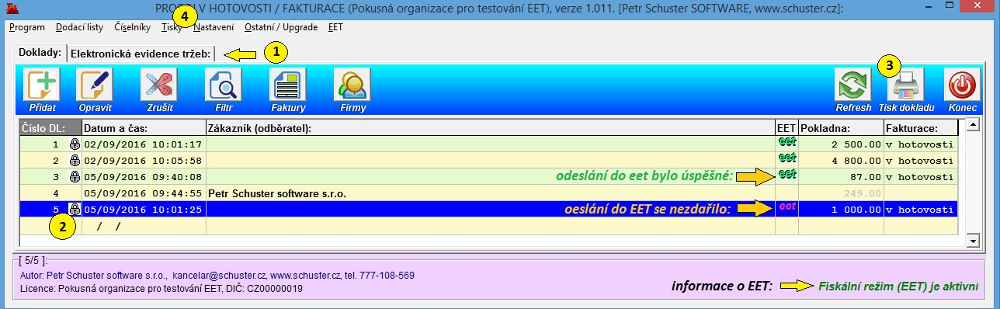 PRODEJ V HOTOVOSTI / FAKTURACE (Pokusná organizace pro testování EET), verze 1.011. [Petr Schuster SOFTWARE, www.schuster.cz]:
4
Program Dodací listy Číselníky Tisky Nastavení Ostatní / Upgrade EET
Doklady: Elektronická evidence tržeb: 1
3
Přidat Opravit Zrušit Filtr Faktury Firmy Refresh Tisk dokladu Konec
Číslo DL: Datum a čas: Zákazník (odběratel): EET Pokladna: Fakturace:
1 02/09/2016 10:01:17 eet 2 500.00 v hotovosti
2 02/09/2016 10:05:58 eet 4 800.00 v hotovosti
3 05/09/2016 09:40:08 odeslání do eet bylo úspěšné: eet 87.00 v hotovosti
4 05/09/2016 09:44:55 Petr Schuster software s.r.o. 249.00
5 05/09/2016 10:01:25 oeslání do EET se nezdařilo: eet 1 000.00 v hotovosti
2 / /
[ 5/5 ]:
Autor: Petr Schuster software s.r.o., kancelar@schuster.cz, www.schuster.cz, tel. 777-108-569
Licence: Pokusná organizace pro testování EET, DIČ: CZ00000019
informace o EET: Fiskální režim (EET) je aktivní